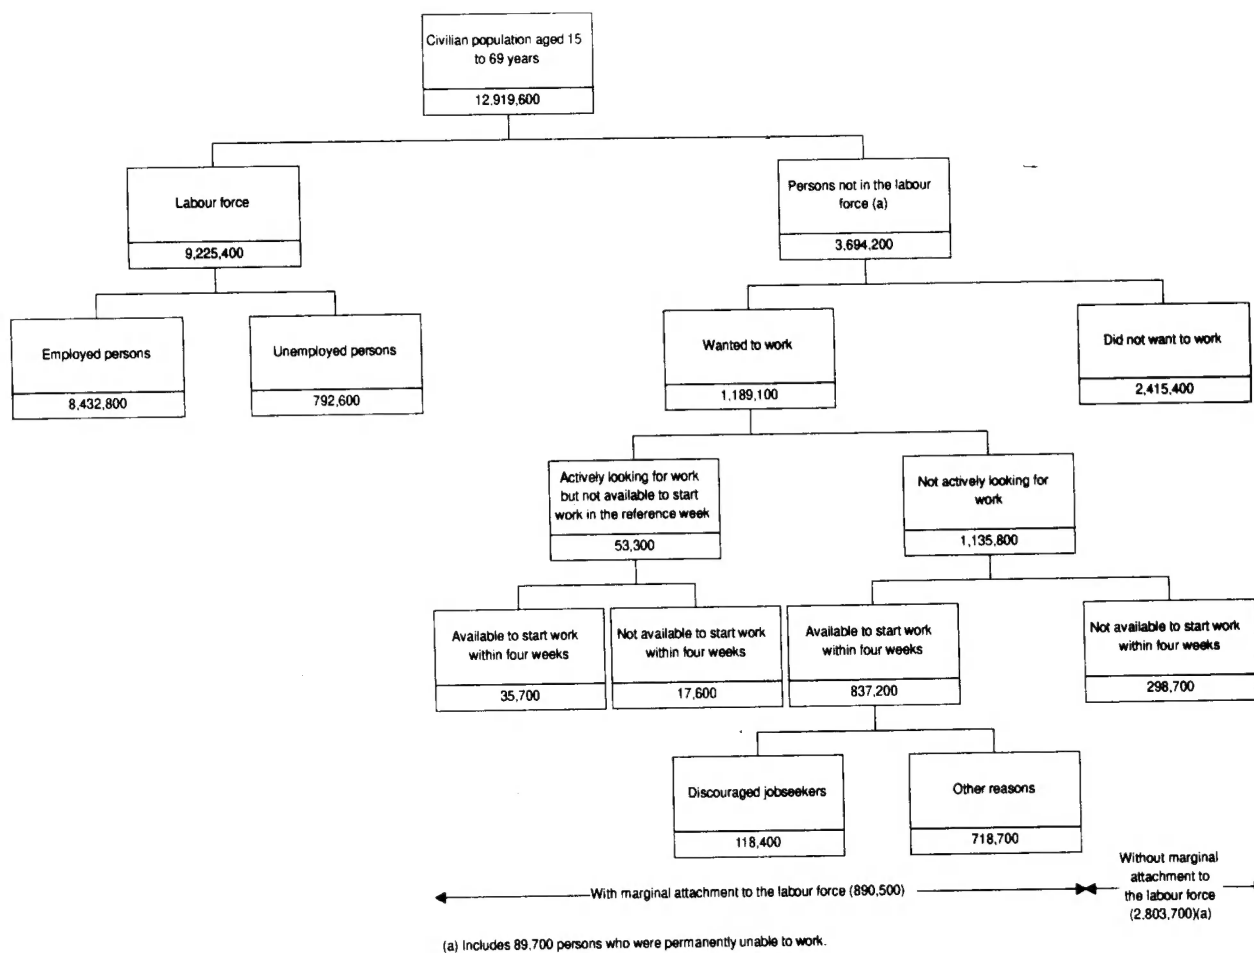 Civilian population aged 15
to 69 years
12,919,600
Labour force
9,225,400
Persons not in the labour
force (a)
3,694,200
Employed persons
8,432,800
Unemployed persons
792,600
Wanted to work
1,189,100
Did not want to work
2,415,400
Actively looking for work
but not available to start
work in the reference week
53,300
Not actively looking for
work
1,135,800
Available to start work
within four weeks
35,700
Not available to start work
within four weeks
17,600
Available to start work
within four weeks
837,200
Not available to start work
within four weeks
298,700
Discouraged jobseekers
118,400
Other reasons
718,700
With marginal attachment to the labour force (890,500)
Without marginal
attachment to
the labour force
(2,803,700)(a)
(a) Includes 89,700 persons who were permanently unable to work.